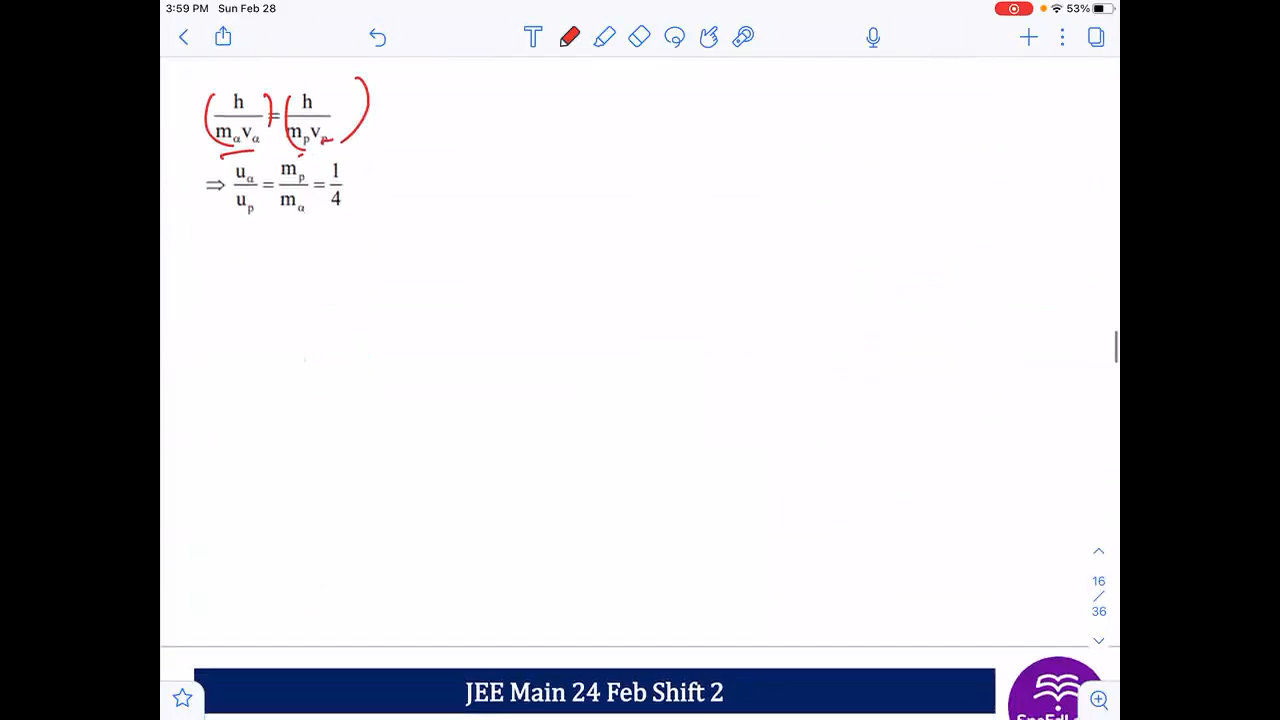 3:59 PM Sun Feb 28
53%
h/(m_α v_α) = h/(m_p v_p)
⇒ u_α/u_p = m_p/m_α = 1/4
16
/
36
JEE Main 24 Feb Shift 2